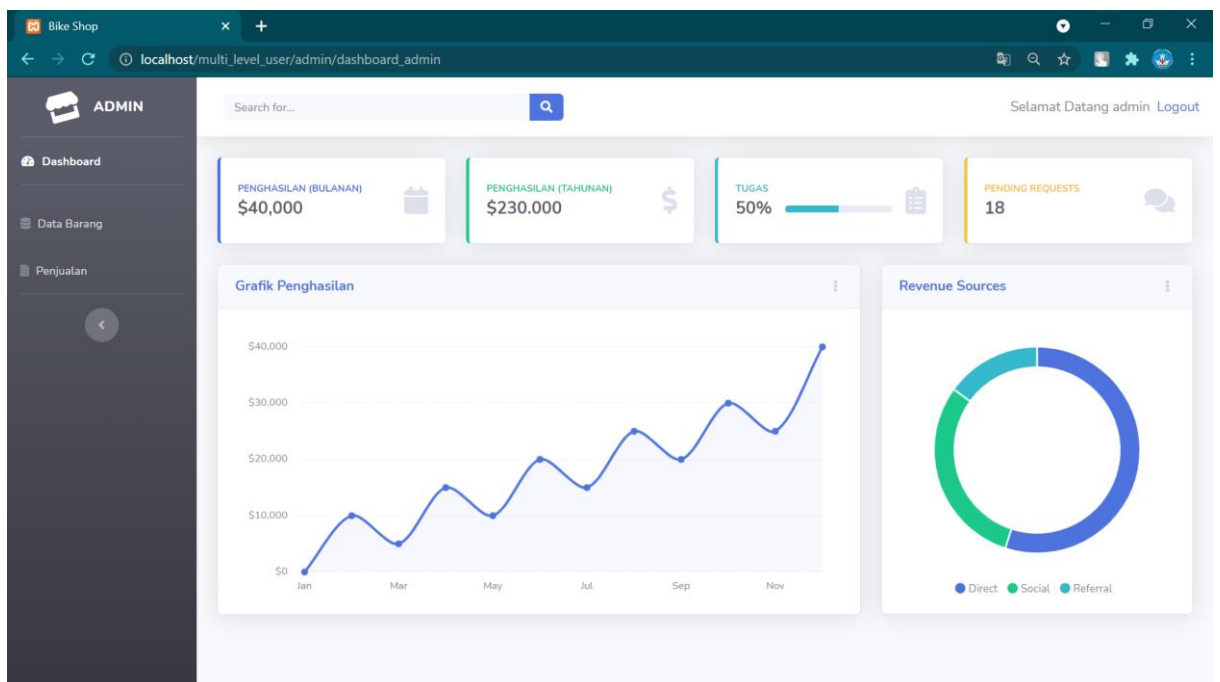 Bike Shop
localhost/multi_level_user/admin/dashboard_admin
ADMIN
Search for...
Selamat Datang admin Logout
Dashboard
Data Barang
Penjualan
PENGHASILAN (BULANAN)
$40,000
PENGHASILAN (TAHUNAN)
$230.000
TUGAS
50%
PENDING REQUESTS
18
Grafik Penghasilan
$40,000
$30,000
$20,000
$10,000
$0
Jan Mar May Jul Sep Nov
Revenue Sources
Direct Social Referral